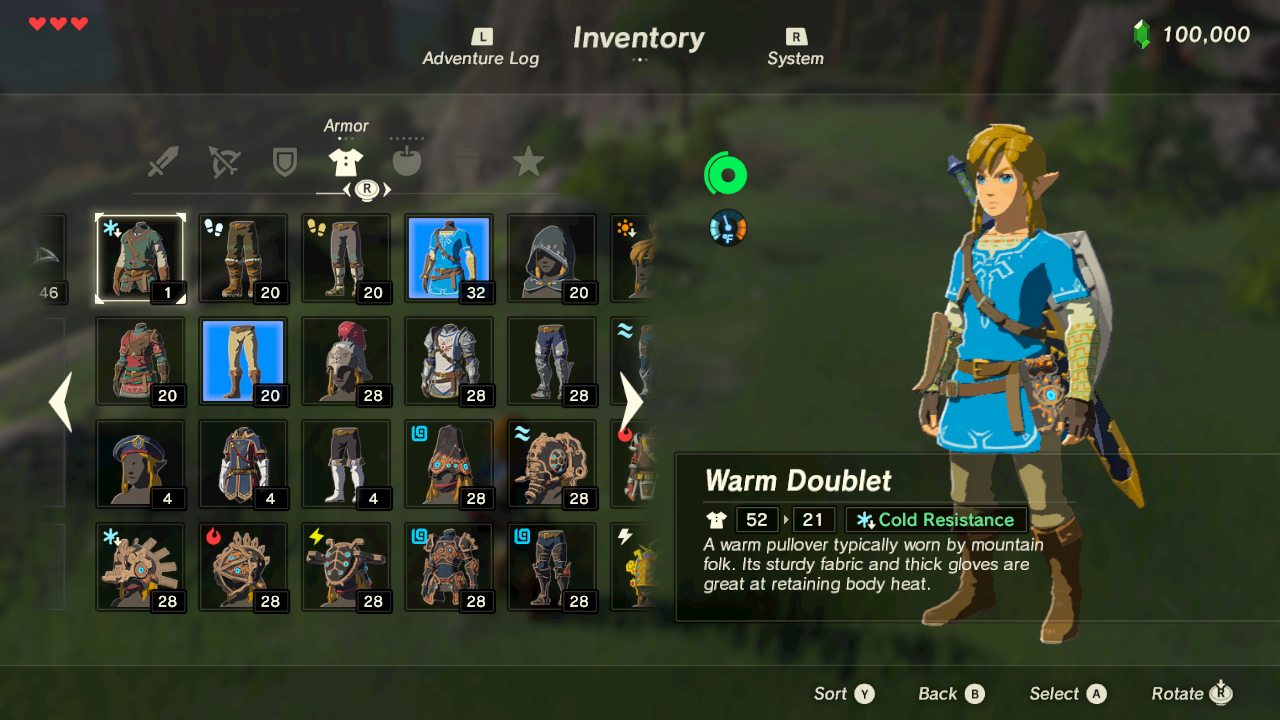 L
Inventory
R
100,000
Adventure Log
System
Armor
R
46
1
20
20
32
20
20
20
28
28
28
4
4
4
28
28
28
28
28
28
28
°F
Warm Doublet
52
21
Cold Resistance
A warm pullover typically worn by mountain
folk. Its sturdy fabric and thick gloves are
great at retaining body heat.
Sort Y
Back B
Select A
Rotate R